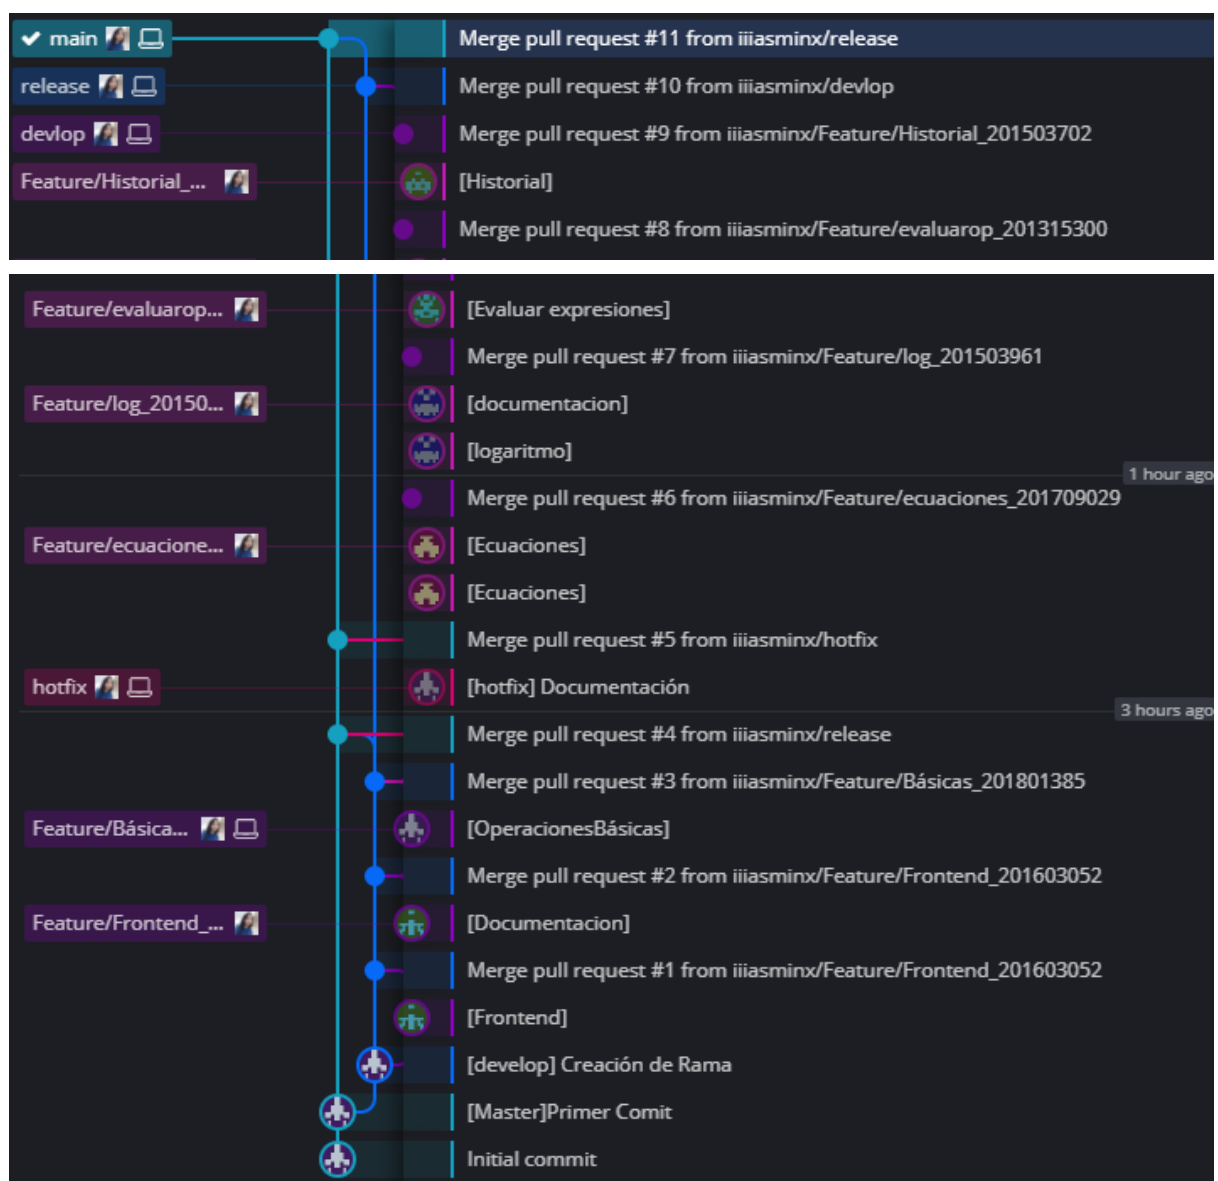 main Merge pull request #11 from iiiasminx/release
release Merge pull request #10 from iiiasminx/devlop
devlop Merge pull request #9 from iiiasminx/Feature/Historial_201503702
Feature/Historial_... [Historial]
Merge pull request #8 from iiiasminx/Feature/evaluarop_201315300
Feature/evaluarop... [Evaluar expresiones]
Merge pull request #7 from iiiasminx/Feature/log_201503961
Feature/log_20150... [documentacion]
[logaritmo]
1 hour ago
Merge pull request #6 from iiiasminx/Feature/ecuaciones_201709029
Feature/ecuacione... [Ecuaciones]
[Ecuaciones]
Merge pull request #5 from iiiasminx/hotfix
hotfix [hotfix] Documentación
3 hours ago
Merge pull request #4 from iiiasminx/release
Merge pull request #3 from iiiasminx/Feature/Básicas_201801385
Feature/Básica... [OperacionesBásicas]
Merge pull request #2 from iiiasminx/Feature/Frontend_201603052
Feature/Frontend_... [Documentacion]
Merge pull request #1 from iiiasminx/Feature/Frontend_201603052
[Frontend]
[develop] Creación de Rama
[Master]Primer Comit
Initial commit